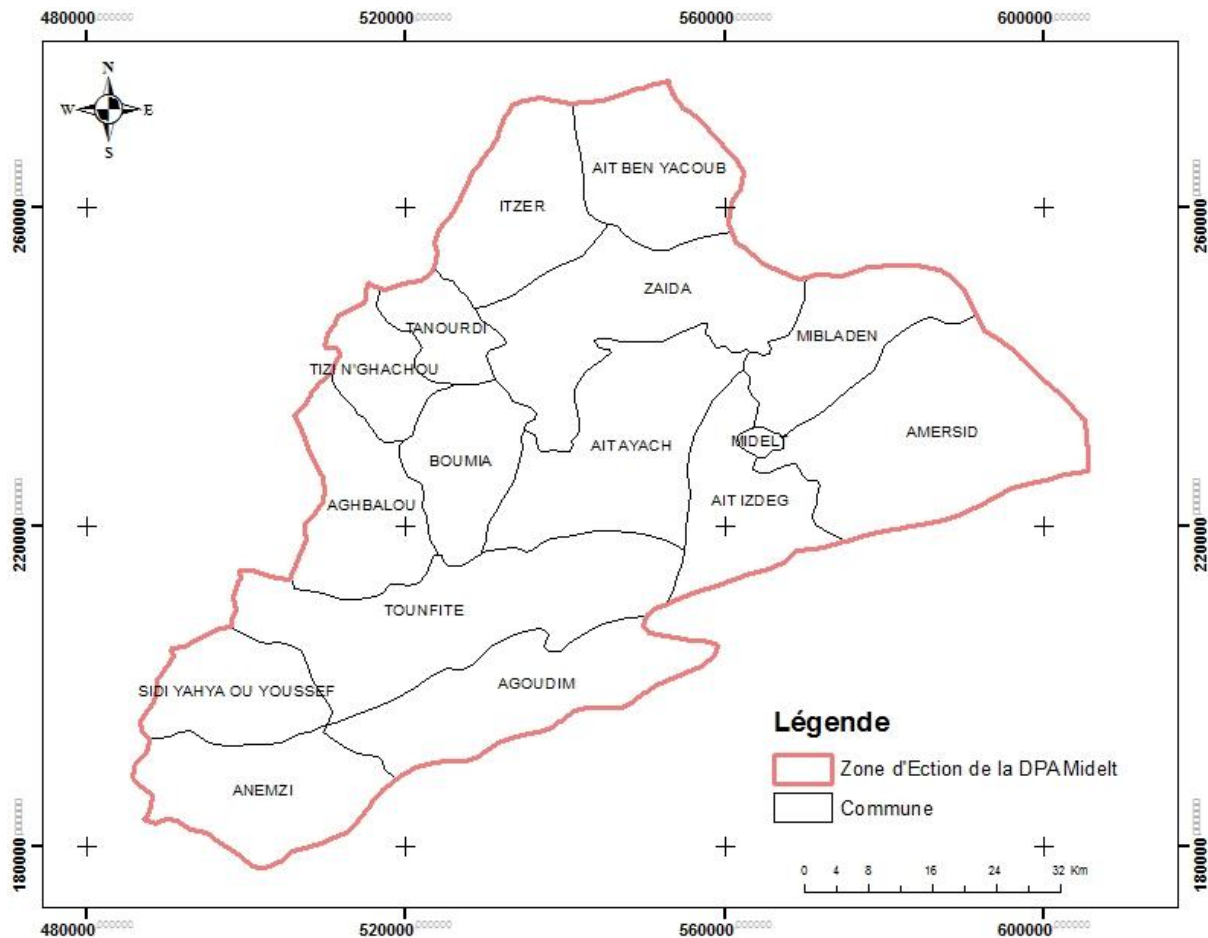 480000 520000 560000 600000
N
W E
S
AIT BEN YACOUB
ITZER
260000 260000
ZAIDA
TANOURDI
MIBLADEN
TIZI N'GHACHOU
AMERSID
MIDEL
AIT AYACH
BOUMIA
AIT IZDEG
AGHBALOU
220000 220000
TOUNFITE
AGOUDIM
SIDI YAHYA OU YOUSSEF
ANEMZI
Légende
Zone d'Ection de la DPA Midelt
Commune
0 4 8 16 24 32 Km
180000 180000
480000 520000 560000 600000